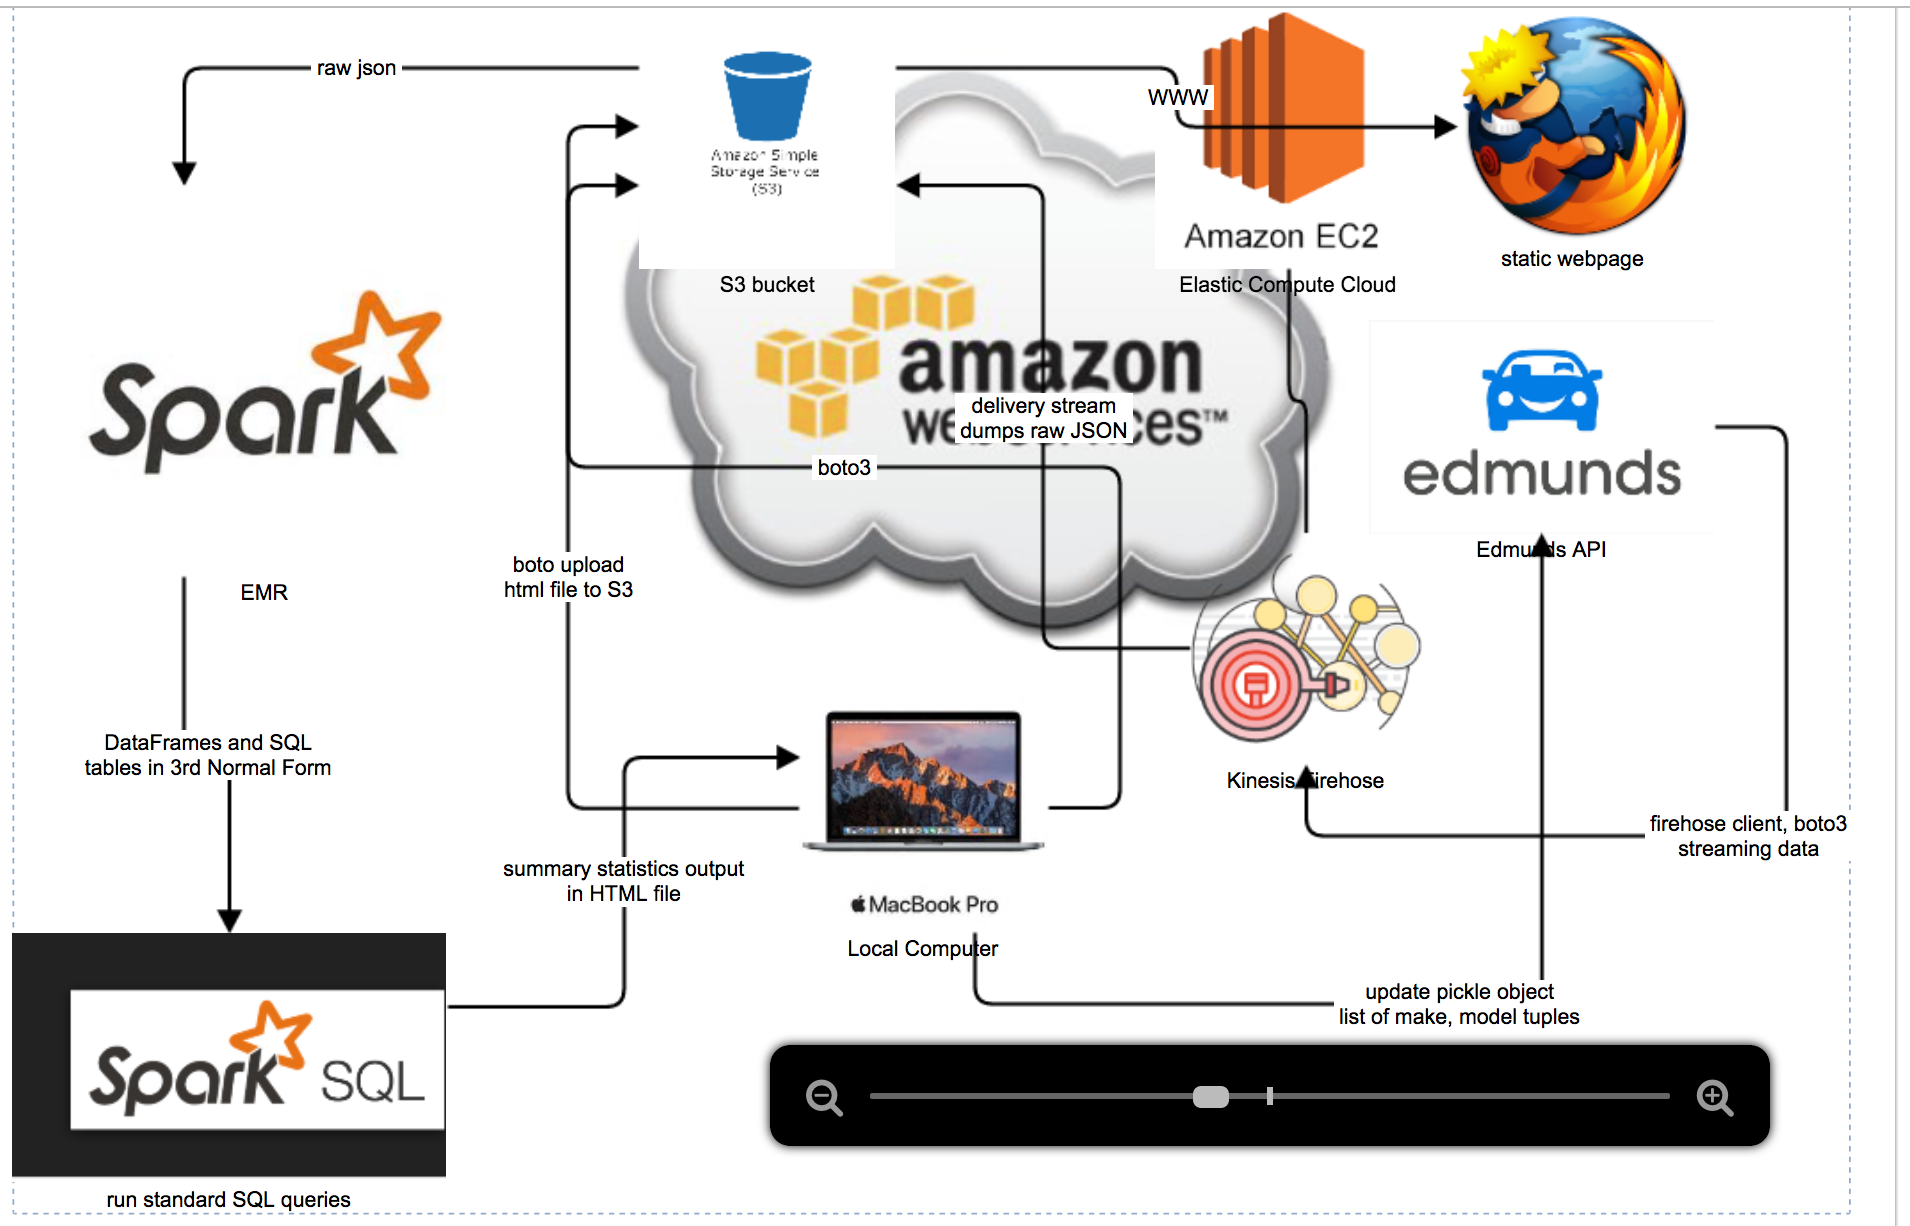 raw json
Amazon Simple
Storage Service
(S3)
S3 bucket
WWW
Amazon EC2
Elastic Compute Cloud
static webpage
Spark
EMR
amazon
delivery stream
dumps raw JSON
boto3
edmunds
Edmunds API
boto upload
html file to S3
DataFrames and SQL
tables in 3rd Normal Form
Kinesis Firehose
firehose client, boto3
streaming data
summary statistics output
in HTML file
MacBook Pro
Local Computer
update pickle object
list of make, model tuples
Spark SQL
run standard SQL queries